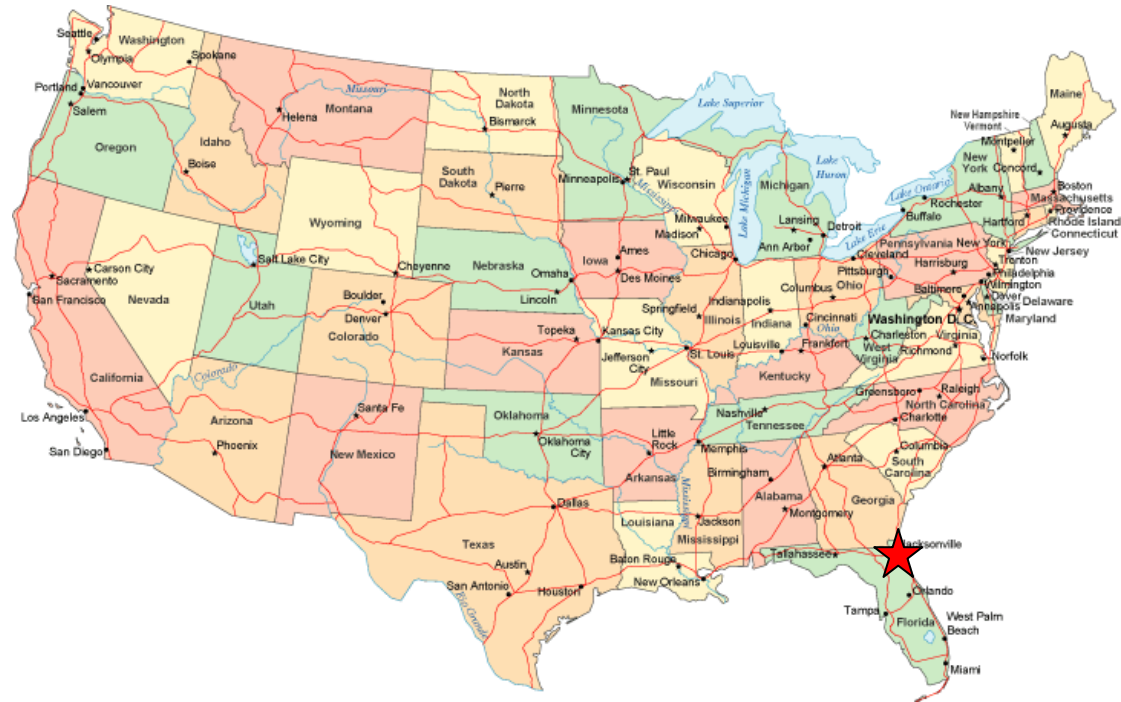 Seattle
Washington
Spokane
Olympia
Portland
Vancouver
Salem
Oregon
Idaho
Boise
Missouri
Montana
Helena
North
Dakota
Bismarck
South
Dakota
Pierre
Minnesota
Minneapolis
St. Paul
Mississippi
Lake Superior
Wisconsin
Milwaukee
Madison
Lake Michigan
Michigan
Lansing
Ann Arbor
Detroit
Lake
Huron
Lake Erie
Lake Ontario
Maine
Augusta
New Hampshire
Vermont
Montpelier
Concord
New
York
Albany
Rochester
Buffalo
Boston
Massachusetts
Providence
Rhode Island
Hartford
Connecticut
New York
New Jersey
Trenton
Pennsylvania
Harrisburg
Pittsburgh
Philadelphia
Wilmington
Baltimore
Dover
Delaware
Annapolis
Maryland
Washington D.C.
Wyoming
Cheyenne
Nebraska
Omaha
Lincoln
Iowa
Ames
Des Moines
Chicago
Springfield
Illinois
Indianapolis
Indiana
Cleveland
Columbus
Ohio
Cincinnati
Ohio
Charleston
West
Virginia
Virginia
Richmond
Norfolk
Sacramento
San Francisco
Carson City
Nevada
California
Los Angeles
San Diego
Salt Lake City
Utah
Colorado
Boulder
Denver
Colorado
Topeka
Kansas
Kansas City
Jefferson
City
St. Louis
Missouri
Louisville
Frankfort
Kentucky
Nashville
Tennessee
Memphis
Greensboro
Raleigh
North Carolina
Charlotte
Columbia
South
Carolina
Arizona
Phoenix
Santa Fe
New Mexico
Oklahoma
Oklahoma
City
Little
Rock
Arkansas
Mississippi
Birmingham
Alabama
Montgomery
Atlanta
Georgia
Dallas
Texas
Austin
San Antonio
Houston
Rio Grande
Louisiana
Baton Rouge
New Orleans
Jackson
Mississippi
Tallahassee
Jacksonville
Orlando
Tampa
Florida
West Palm
Beach
Miami